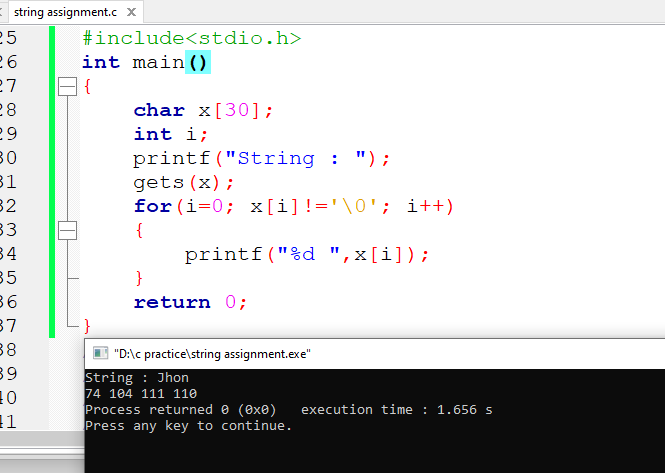 string assignment.c X
25 #include<stdio.h>
26 int main()
27 {
28 char x[30];
29 int i;
30 printf("String : ");
31 gets(x);
32 for(i=0; x[i]!='\0'; i++)
33 {
34 printf("%d ",x[i]);
35 }
36 return 0;
37 }
38
39
40
41
"D:\c practice\string assignment.exe"
String : Jhon
74 104 111 110
Process returned 0 (0x0)   execution time : 1.656 s
Press any key to continue.